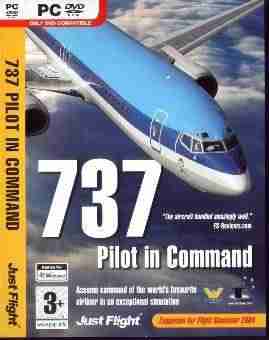 PC DVD
PC DVD
737 PILOT IN COMMAND
Just Flight
737
"the aircraft handled amazingly well."
FS-Reviews.com
Pilot in Command
Assume command of the world's favourite
airliner in an exceptional simulation
3+
Just Flight
Expansion for Flight Simulator 2004